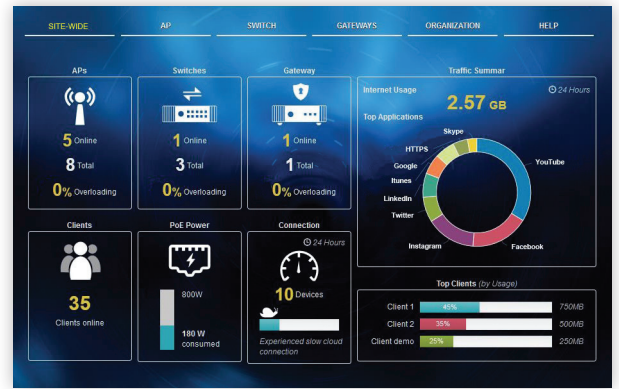 SITE-WIDE AP SWITCH GATEWAYS ORGANIZATION HELP
APs
5 Online
8 Total
0% Overloading
Switches
1 Online
3 Total
0% Overloading
Gateway
1 Online
1 Total
0% Overloading
Traffic Summar
Internet Usage
24 Hours
2.57 GB
Top Applications
Skype
HTTPS
YouTube
Google
Itunes
LinkedIn
Twitter
Instagram
Facebook
Clients
35
Clients online
PoE Power
800W
180 W
consumed
Connection
24 Hours
10 Devices
Experienced slow cloud
connection
Top Clients (by Usage)
Client 1 45% 750MB
Client 2 35% 500MB
Client demo 25% 250MB